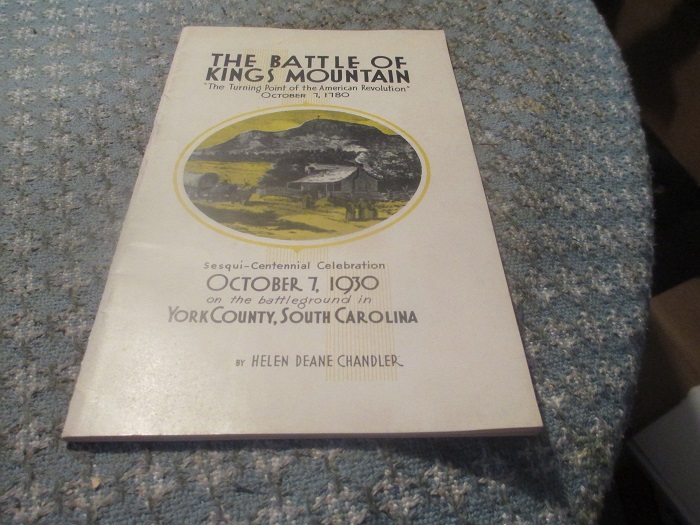 THE BATTLE OF
KINGS MOUNTAIN
"The Turning Point of the American Revolution"
OCTOBER 7, 1780
Sesqui-Centennial Celebration
OCTOBER 7, 1930
on the battleground in
YORK COUNTY, SOUTH CAROLINA
BY HELEN DEANE CHANDLER